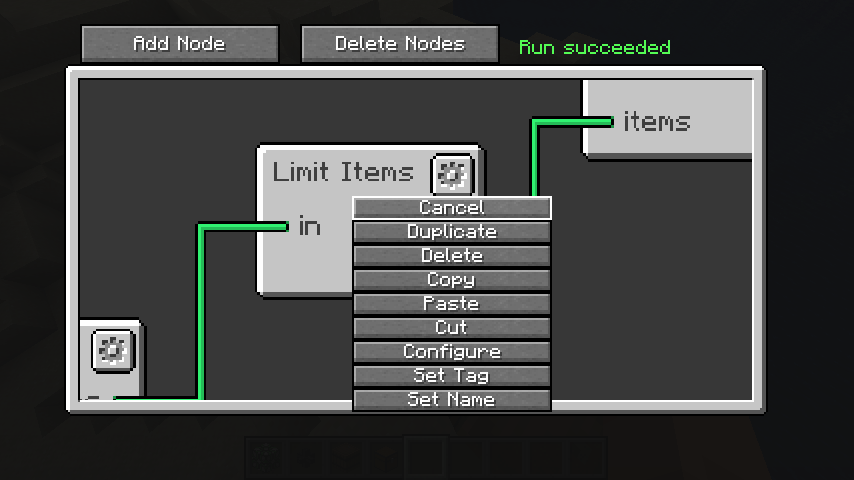 Add Node
Delete Nodes
Run succeeded
items
Limit Items
in
Cancel
Duplicate
Delete
Copy
Paste
Cut
Configure
Set Tag
Set Name